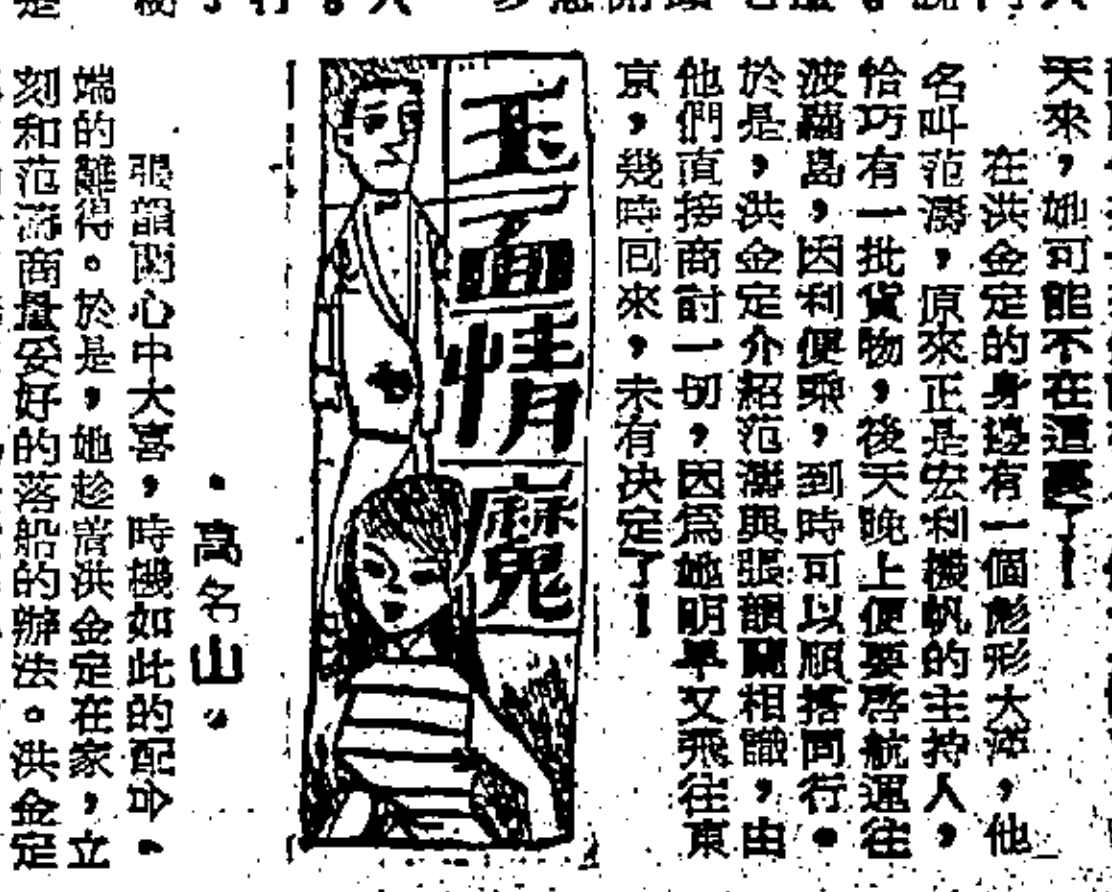 天來，她可能不在這裏了！
在洪金定的身邊有一個彪形大漢，他
名叫范濤，原來正是宏利機帆的主持人，
恰巧有一批貨物，後天晚上便要啓航運往
波羅島，因利便乘，到時可以順搭同行。
於是，洪金定介紹范濤與張韻蘭相識，由
他們直接商討一切，因爲她明早又飛往東
京，幾時囘來，未有決定了！
玉面情魔
·高名山·
張韻蘭心中大喜，時機如此的配合，
端的難得。於是，她趁着洪金定在家，立
刻和范濤商量妥好的落船的辦法。洪金定